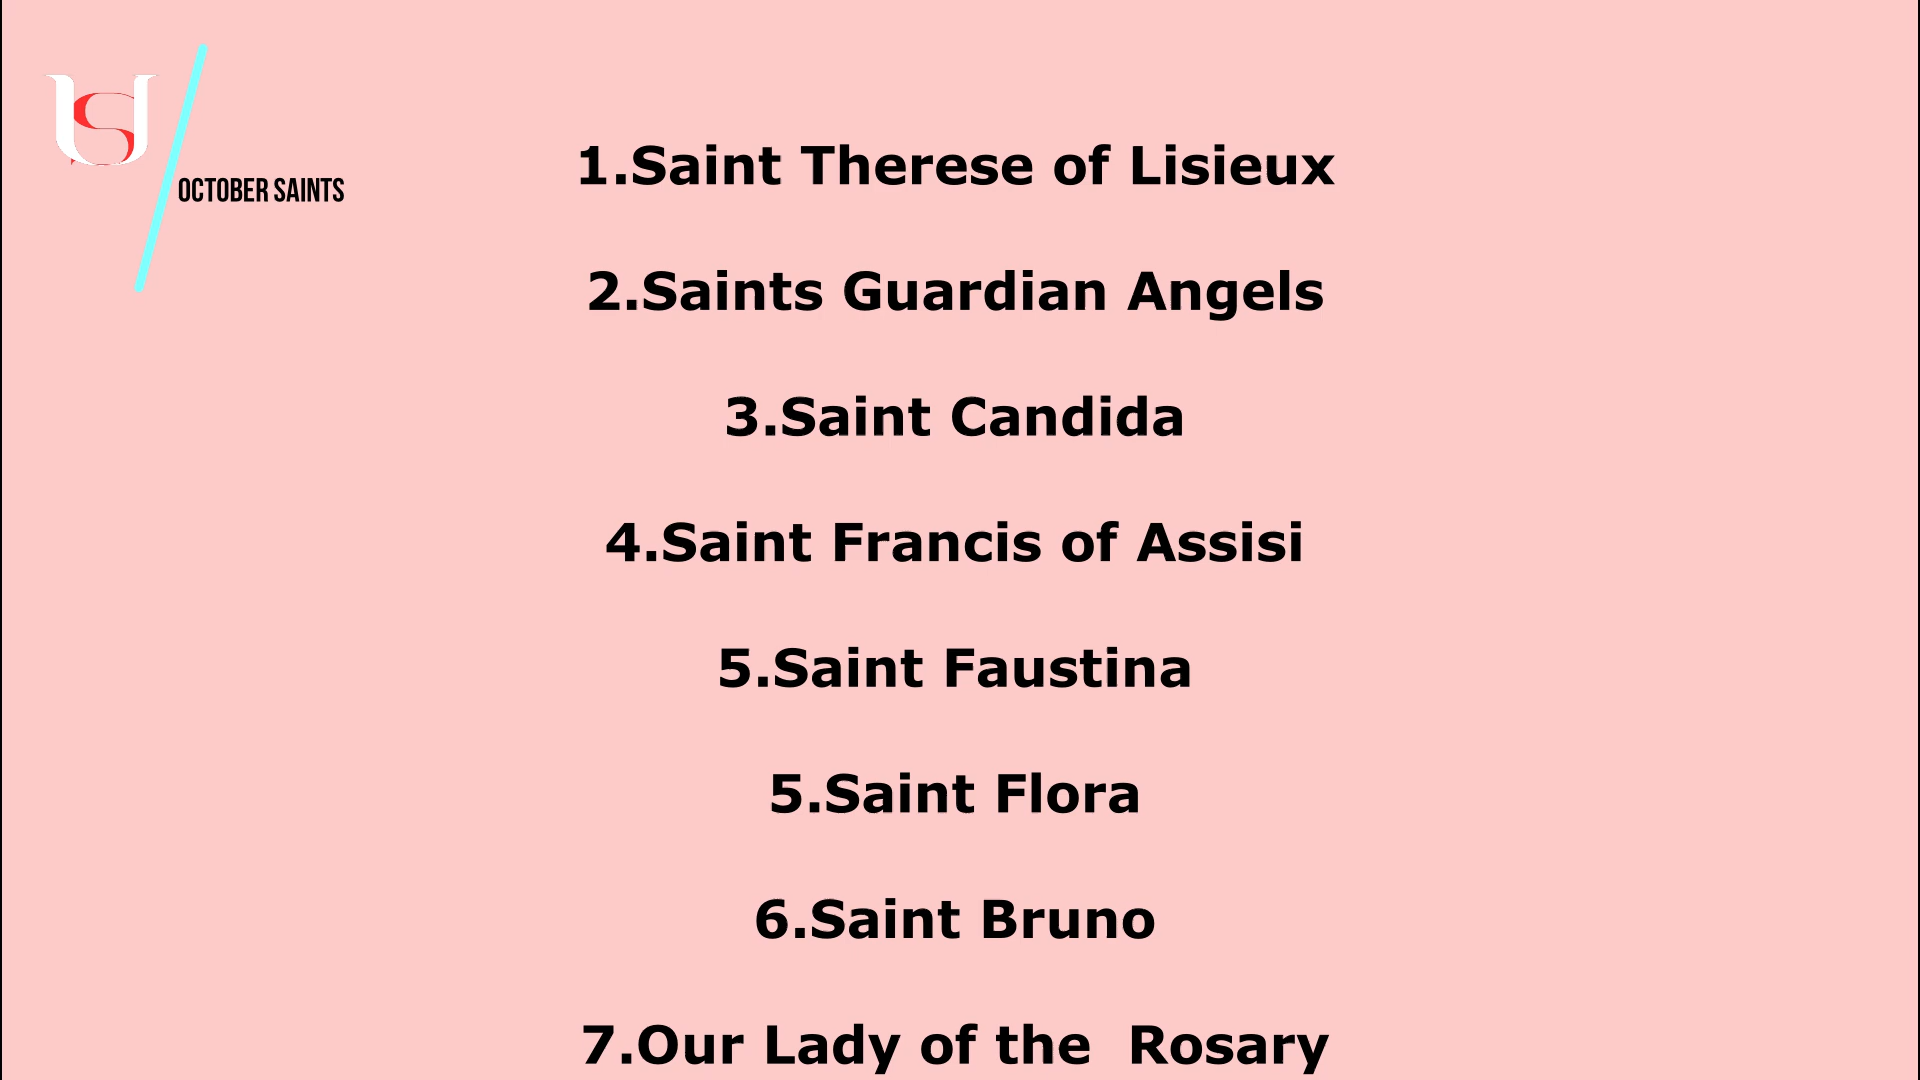 US
OCTOBER SAINTS
1.Saint Therese of Lisieux
2.Saints Guardian Angels
3.Saint Candida
4.Saint Francis of Assisi
5.Saint Faustina
5.Saint Flora
6.Saint Bruno
7.Our Lady of the  Rosary